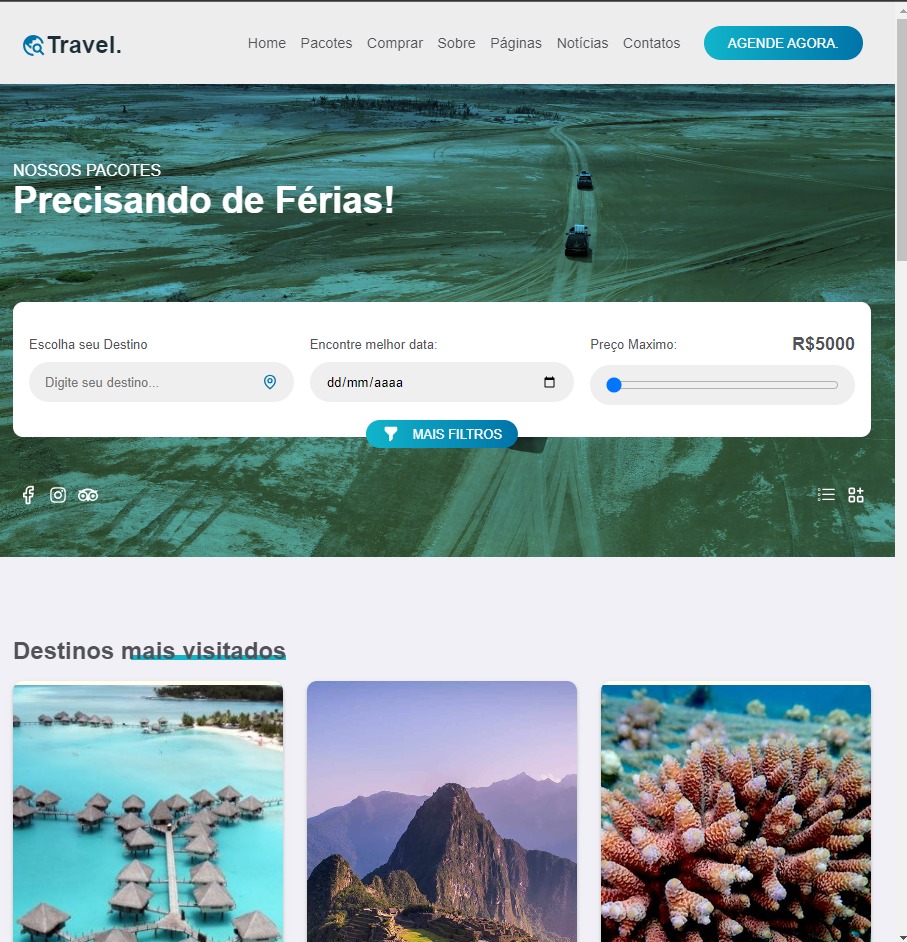 Travel.
Home Pacotes Comprar Sobre Páginas Notícias Contatos
AGENDE AGORA.
NOSSOS PACOTES
Precisando de Férias!
Escolha seu Destino
Digite seu destino...
Encontre melhor data:
dd/mm/aaaa
Preço Maximo:
R$5000
MAIS FILTROS
Destinos mais visitados